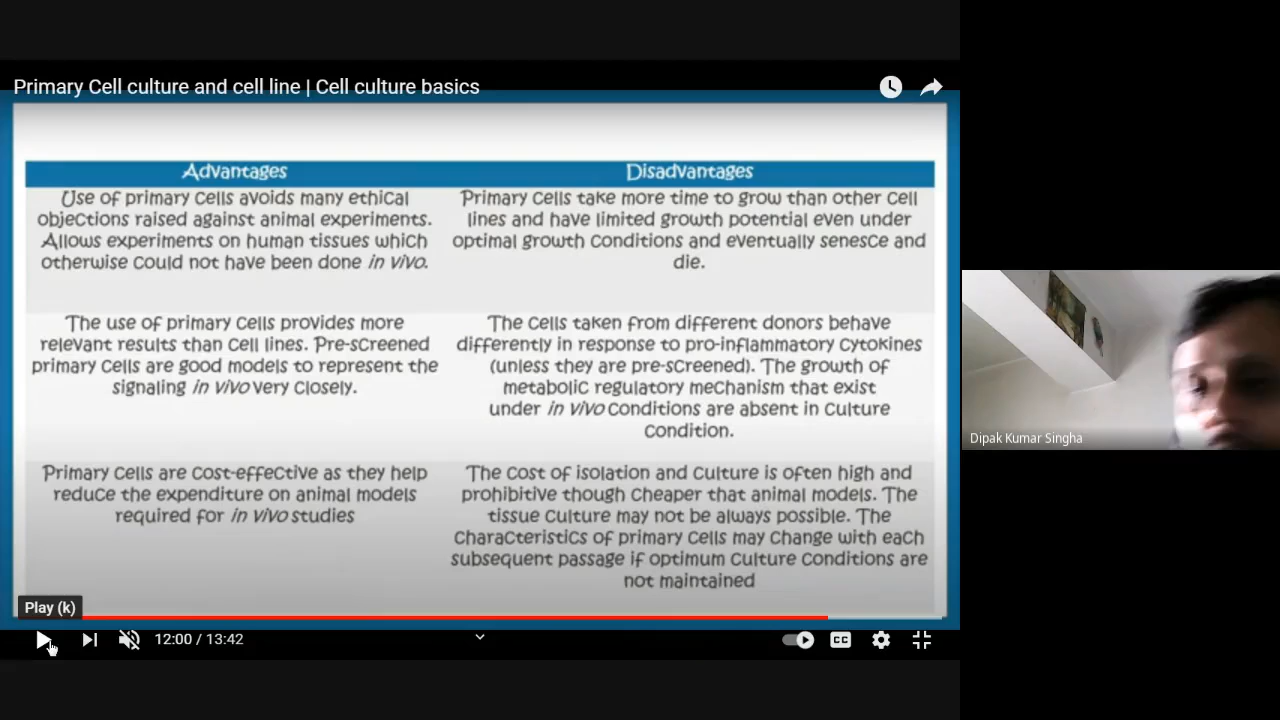 Primary Cell culture and cell line | Cell culture basics
Advantages
Disadvantages
Use of primary cells avoids many ethical
objections raised against animal experiments.
Allows experiments on human tissues which
otherwise could not have been done in vivo.
Primary cells take more time to grow than other cell
lines and have limited growth potential even under
optimal growth conditions and eventually senesce and
die.
The use of primary cells provides more
relevant results than cell lines. Pre-screened
primary cells are good models to represent the
signaling in vivo very closely.
The cells taken from different donors behave
differently in response to pro-inflammatory cytokines
(unless they are pre-screened). The growth of
metabolic regulatory mechanism that exist
under in vivo conditions are absent in culture
condition.
Primary cells are cost-effective as they help
reduce the expenditure on animal models
required for in vivo studies
The cost of isolation and culture is often high and
prohibitive though cheaper that animal models. The
tissue culture may not be always possible. The
characteristics of primary cells may change with each
subsequent passage if optimum culture conditions are
not maintained
Play (k)
12:00 / 13:42
CC
Dipak Kumar Singha